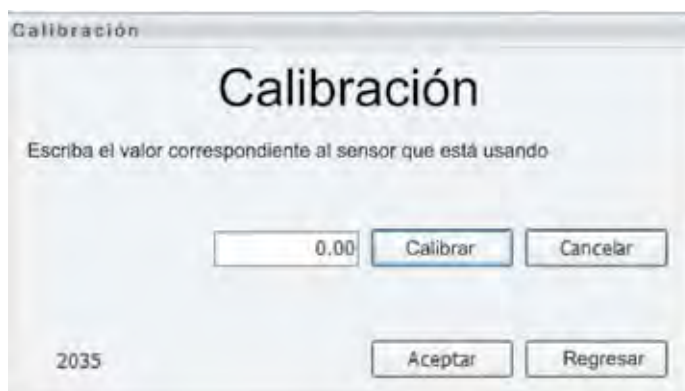 Calibración
Calibración
Escriba el valor correspondiente al sensor que está usando
0.00 Calibrar Cancelar
2035 Aceptar Regresar